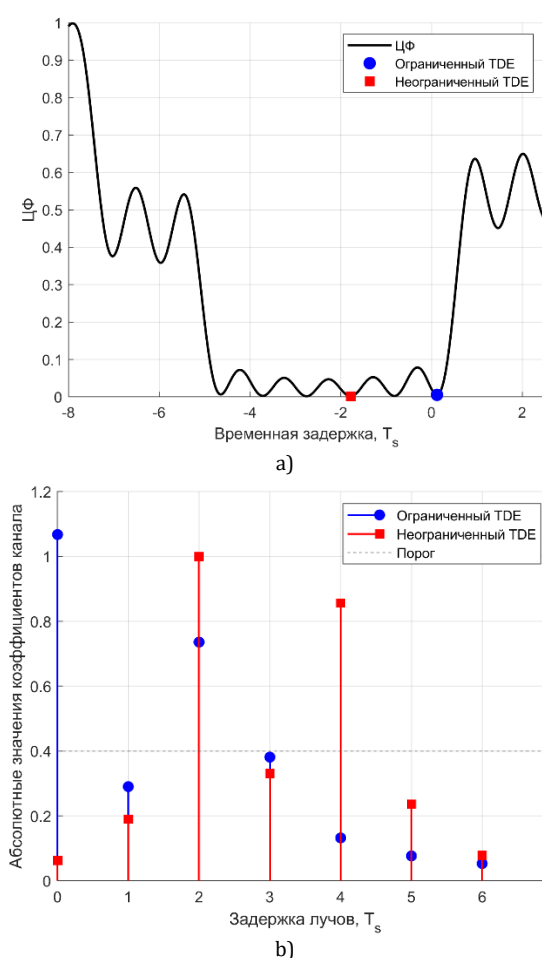 1
0.9
0.8
0.7
0.6
0.5
0.4
0.3
0.2
0.1
0
ЦФ
ЦФ
Ограниченный TDE
Неограниченный TDE
-8
-6
-4
-2
0
2
Временная задержка, T_s
a)
1.2
1
0.8
0.6
0.4
0.2
0
Абсолютные значения коэффициентов канала
Ограниченный TDE
Неограниченный TDE
Порог
0
1
2
3
4
5
6
Задержка лучов, T_s
b)